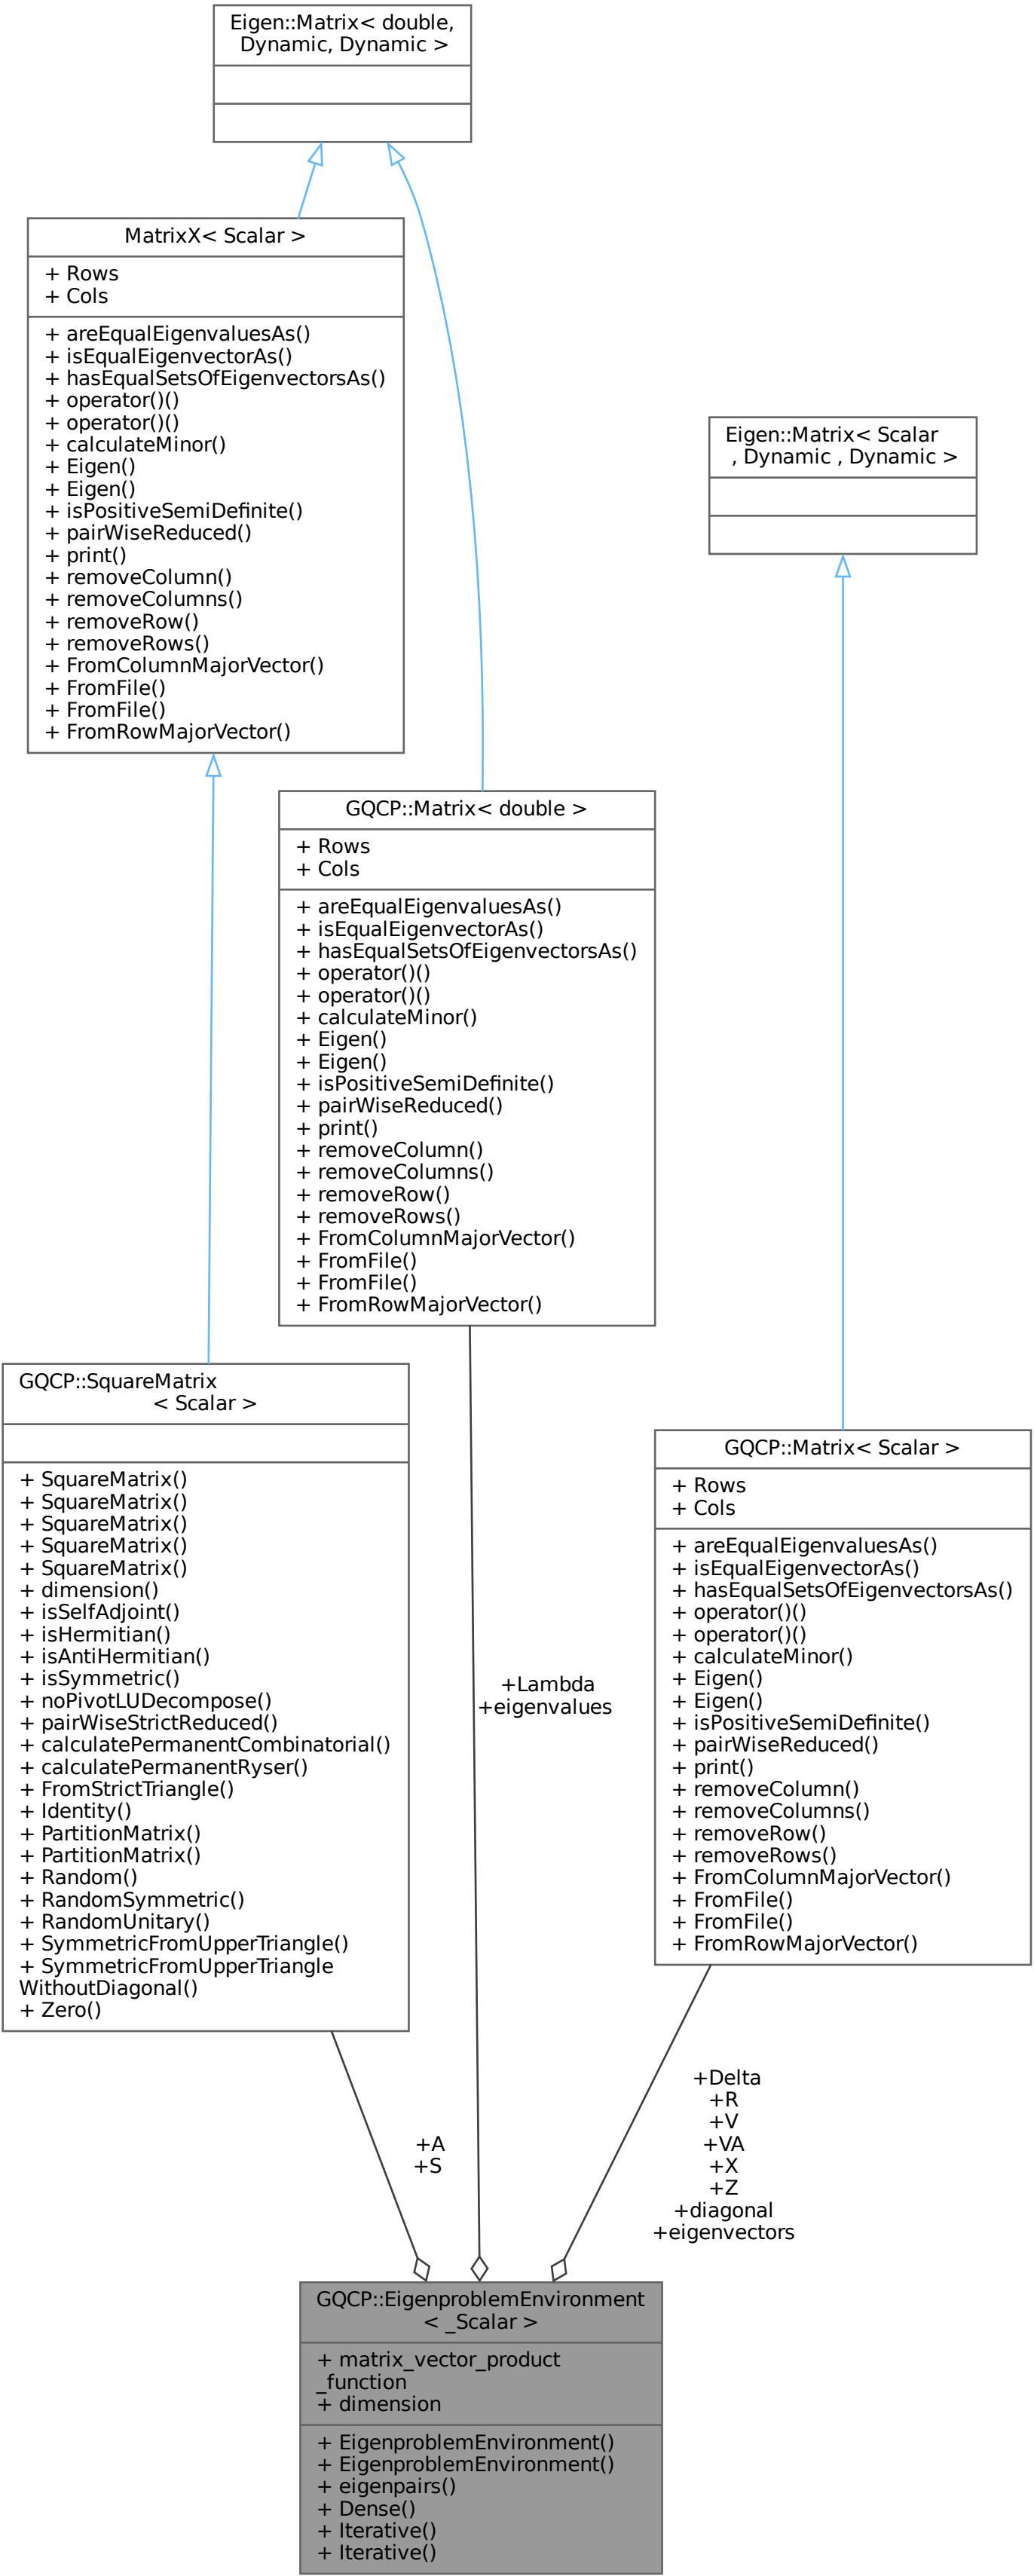 Eigen::Matrix< double,
Dynamic, Dynamic >
MatrixX< Scalar >
+ Rows
+ Cols
+ areEqualEigenvaluesAs()
+ isEqualEigenvectorAs()
+ hasEqualSetsOfEigenvectorsAs()
+ operator()()
+ operator()()
+ calculateMinor()
+ Eigen()
+ Eigen()
+ isPositiveSemiDefinite()
+ pairWiseReduced()
+ print()
+ removeColumn()
+ removeColumns()
+ removeRow()
+ removeRows()
+ FromColumnMajorVector()
+ FromFile()
+ FromFile()
+ FromRowMajorVector()
Eigen::Matrix< Scalar
, Dynamic , Dynamic >
GQCP::Matrix< double >
+ Rows
+ Cols
+ areEqualEigenvaluesAs()
+ isEqualEigenvectorAs()
+ hasEqualSetsOfEigenvectorsAs()
+ operator()()
+ operator()()
+ calculateMinor()
+ Eigen()
+ Eigen()
+ isPositiveSemiDefinite()
+ pairWiseReduced()
+ print()
+ removeColumn()
+ removeColumns()
+ removeRow()
+ removeRows()
+ FromColumnMajorVector()
+ FromFile()
+ FromFile()
+ FromRowMajorVector()
GQCP::SquareMatrix
< Scalar >
+ SquareMatrix()
+ SquareMatrix()
+ SquareMatrix()
+ SquareMatrix()
+ SquareMatrix()
+ dimension()
+ isSelfAdjoint()
+ isHermitian()
+ isAntiHermitian()
+ isSymmetric()
+ noPivotLUDecompose()
+ pairWiseStrictReduced()
+ calculatePermanentCombinatorial()
+ calculatePermanentRyser()
+ FromStrictTriangle()
+ Identity()
+ PartitionMatrix()
+ PartitionMatrix()
+ Random()
+ RandomSymmetric()
+ RandomUnitary()
+ SymmetricFromUpperTriangle()
+ SymmetricFromUpperTriangle
WithoutDiagonal()
+ Zero()
+Lambda
+eigenvalues
GQCP::Matrix< Scalar >
+ Rows
+ Cols
+ areEqualEigenvaluesAs()
+ isEqualEigenvectorAs()
+ hasEqualSetsOfEigenvectorsAs()
+ operator()()
+ operator()()
+ calculateMinor()
+ Eigen()
+ Eigen()
+ isPositiveSemiDefinite()
+ pairWiseReduced()
+ print()
+ removeColumn()
+ removeColumns()
+ removeRow()
+ removeRows()
+ FromColumnMajorVector()
+ FromFile()
+ FromFile()
+ FromRowMajorVector()
+A
+S
+Delta
+R
+V
+VA
+X
+Z
+diagonal
+eigenvectors
GQCP::EigenproblemEnvironment
< _Scalar >
+ matrix_vector_product
_function
+ dimension
+ EigenproblemEnvironment()
+ EigenproblemEnvironment()
+ eigenpairs()
+ Dense()
+ Iterative()
+ Iterative()